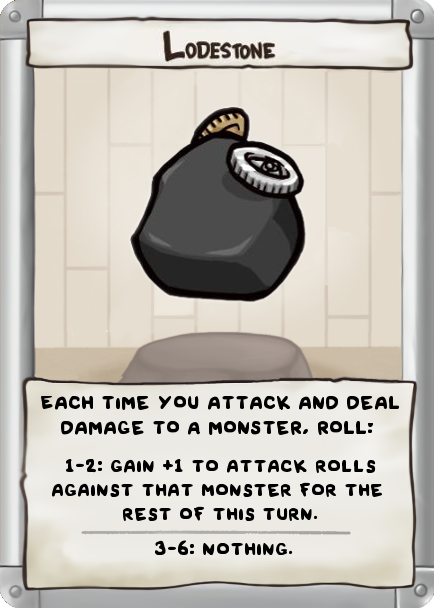 LODESTONE
EACH TIME YOU ATTACK AND DEAL
DAMAGE TO A MONSTER, ROLL:
1-2: GAIN +1 TO ATTACK ROLLS
AGAINST THAT MONSTER FOR THE
REST OF THIS TURN.
3-6: NOTHING.